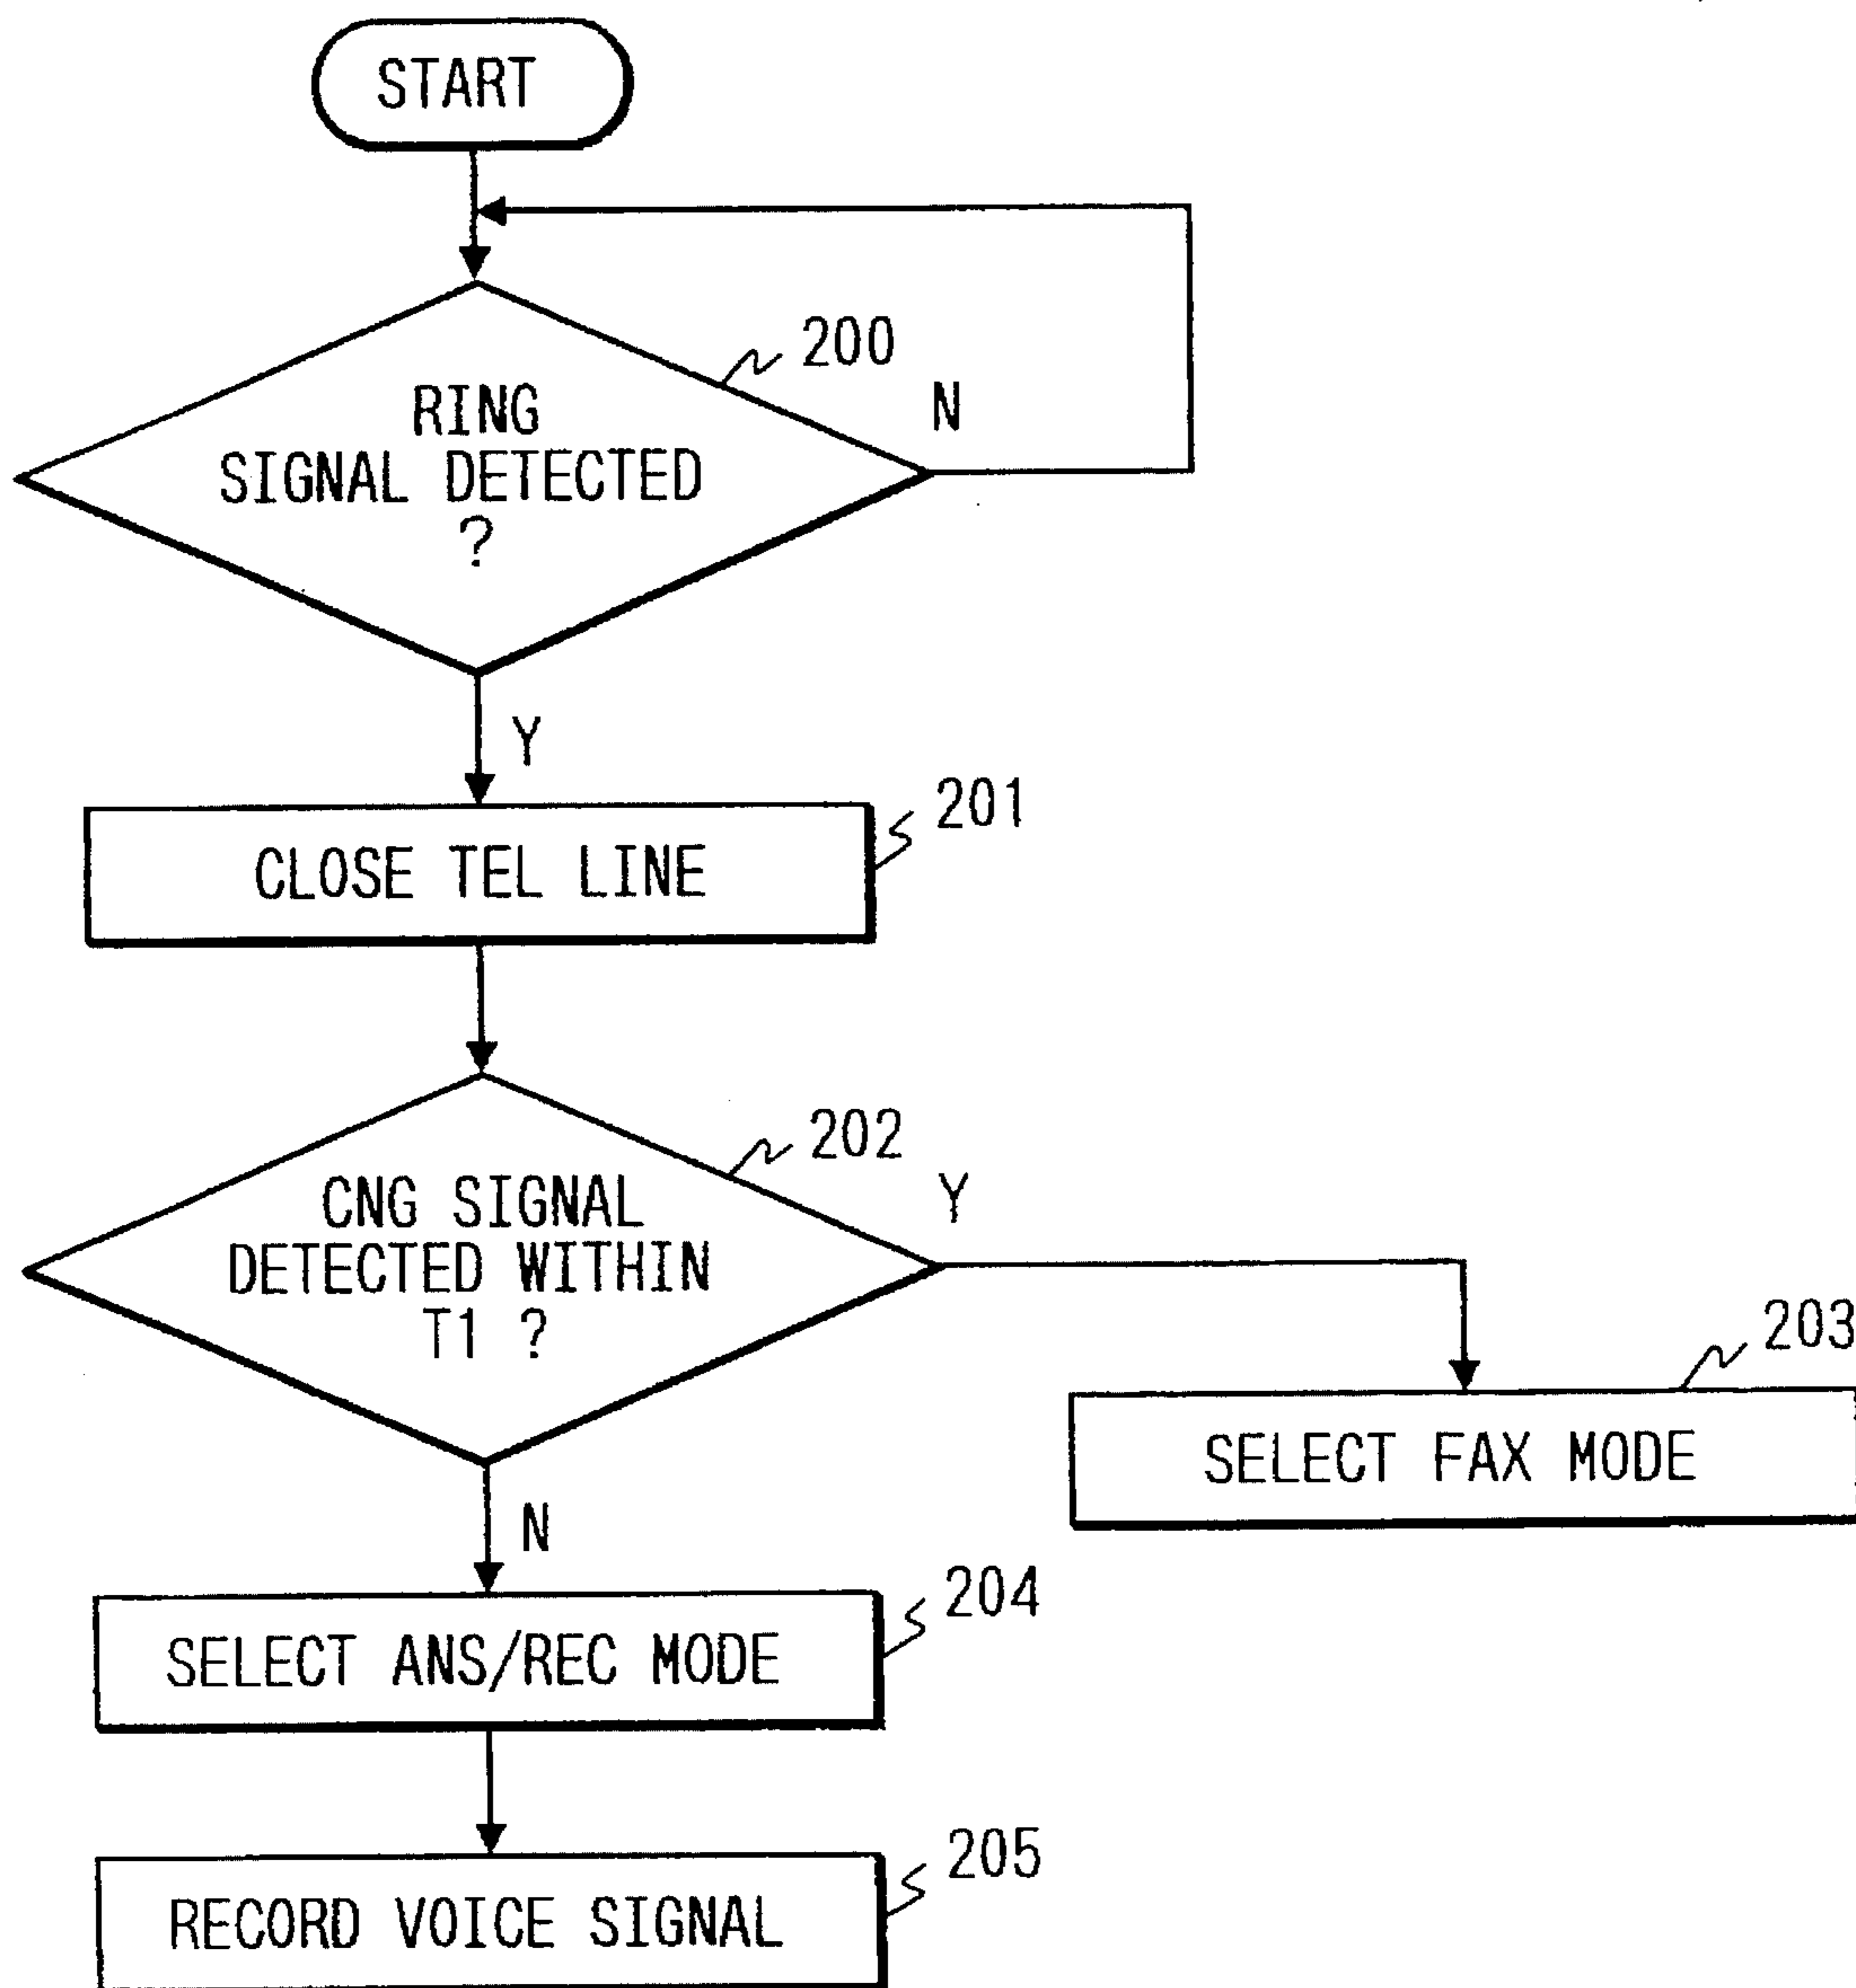 START
200
N
RING
SIGNAL DETECTED
?
Y
201
CLOSE TEL LINE
202
Y
CNG SIGNAL
DETECTED WITHIN
T1 ?
203
SELECT FAX MODE
N
204
SELECT ANS/REC MODE
205
RECORD VOICE SIGNAL